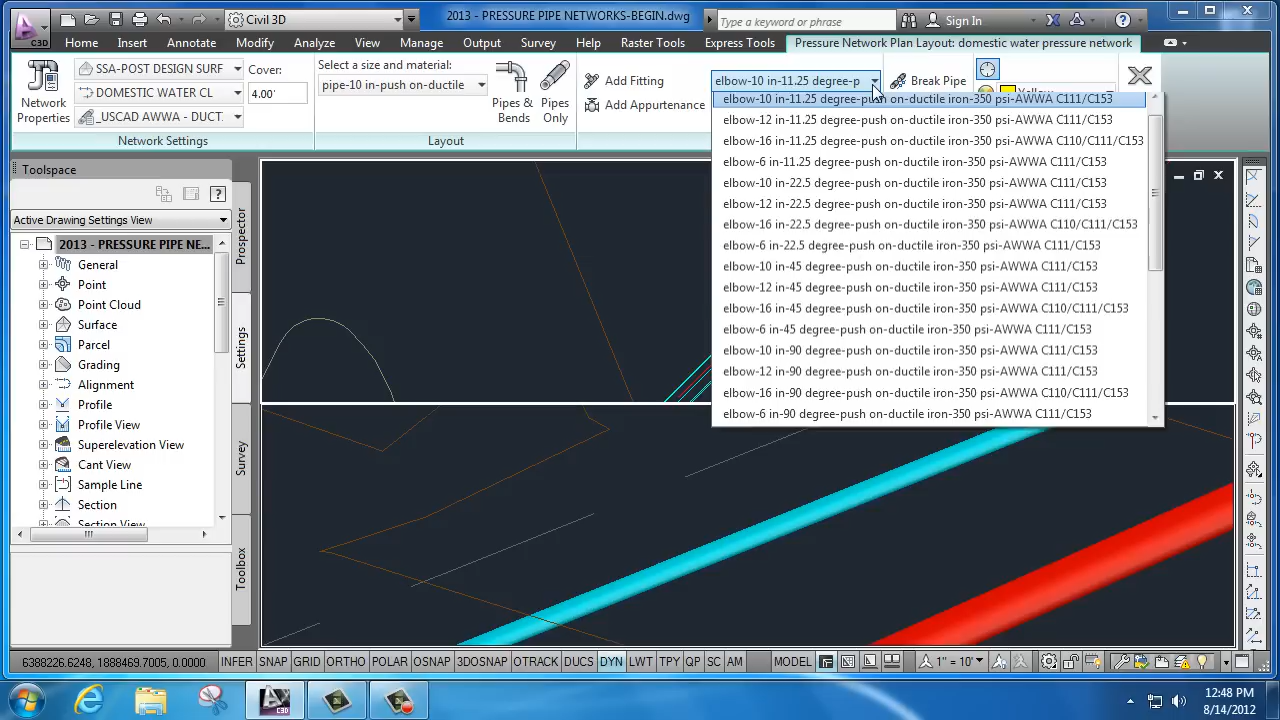 Civil 3D
2013 - PRESSURE PIPE NETWORKS-BEGIN.dwg
Type a keyword or phrase
Sign In
C3D
Home
Insert
Annotate
Modify
Analyze
View
Manage
Output
Survey
Help
Raster Tools
Express Tools
Pressure Network Plan Layout: domestic water pressure network
Network
Properties
SSA-POST DESIGN SURF
DOMESTIC WATER CL
_USCAD AWWA - DUCT.
Cover:
4.00'
Network Settings
Select a size and material:
pipe-10 in-push on-ductile
Pipes &
Bends
Pipes
Only
Layout
Add Fitting
Add Appurtenance
elbow-10 in-11.25 degree-p
Break Pipe
elbow-10 in-11.25 degree-push on-ductile iron-350 psi-AWWA C111/C153
elbow-12 in-11.25 degree-push on-ductile iron-350 psi-AWWA C111/C153
elbow-16 in-11.25 degree-push on-ductile iron-350 psi-AWWA C110/C111/C153
elbow-6 in-11.25 degree-push on-ductile iron-350 psi-AWWA C111/C153
elbow-10 in-22.5 degree-push on-ductile iron-350 psi-AWWA C111/C153
elbow-12 in-22.5 degree-push on-ductile iron-350 psi-AWWA C111/C153
elbow-16 in-22.5 degree-push on-ductile iron-350 psi-AWWA C110/C111/C153
elbow-6 in-22.5 degree-push on-ductile iron-350 psi-AWWA C111/C153
elbow-10 in-45 degree-push on-ductile iron-350 psi-AWWA C111/C153
elbow-12 in-45 degree-push on-ductile iron-350 psi-AWWA C111/C153
elbow-16 in-45 degree-push on-ductile iron-350 psi-AWWA C110/C111/C153
elbow-6 in-45 degree-push on-ductile iron-350 psi-AWWA C111/C153
elbow-10 in-90 degree-push on-ductile iron-350 psi-AWWA C111/C153
elbow-12 in-90 degree-push on-ductile iron-350 psi-AWWA C111/C153
elbow-16 in-90 degree-push on-ductile iron-350 psi-AWWA C110/C111/C153
elbow-6 in-90 degree-push on-ductile iron-350 psi-AWWA C111/C153
Toolspace
Active Drawing Settings View
2013 - PRESSURE PIPE NE...
General
Point
Point Cloud
Surface
Parcel
Grading
Alignment
Profile
Profile View
Superelevation View
Cant View
Sample Line
Section
Section View
Prospector
Settings
Survey
Toolbox
6388226.6248, 1888469.7005, 0.0000
INFER
SNAP
GRID
ORTHO
POLAR
OSNAP
3DOSNAP
OTRACK
DUCS
DYN
LWT
TPY
QP
SC
AM
MODEL
1" = 10'
12:48 PM
8/14/2012